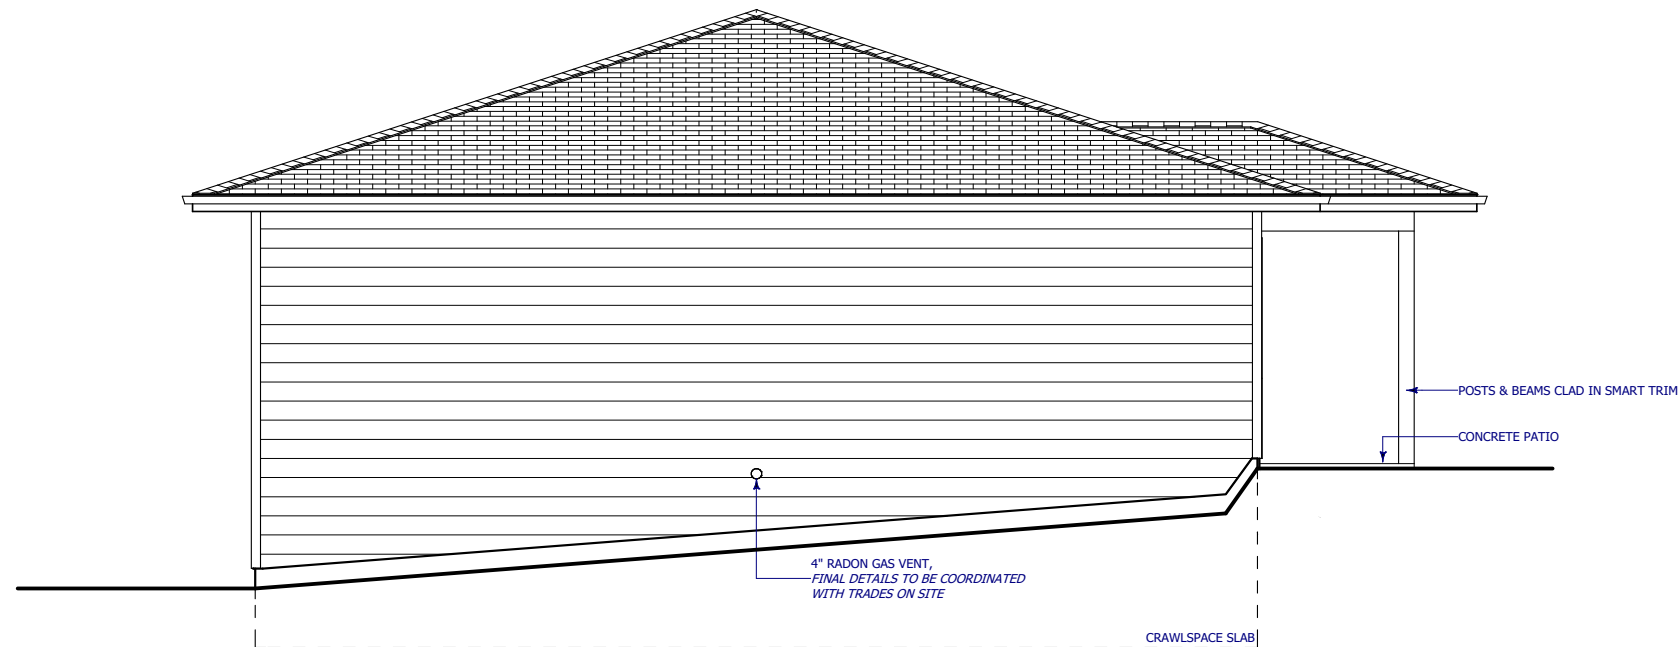 POSTS & BEAMS CLAD IN SMART TRIM
CONCRETE PATIO
4" RADON GAS VENT,
FINAL DETAILS TO BE COORDINATED
WITH TRADES ON SITE
CRAWLSPACE SLAB